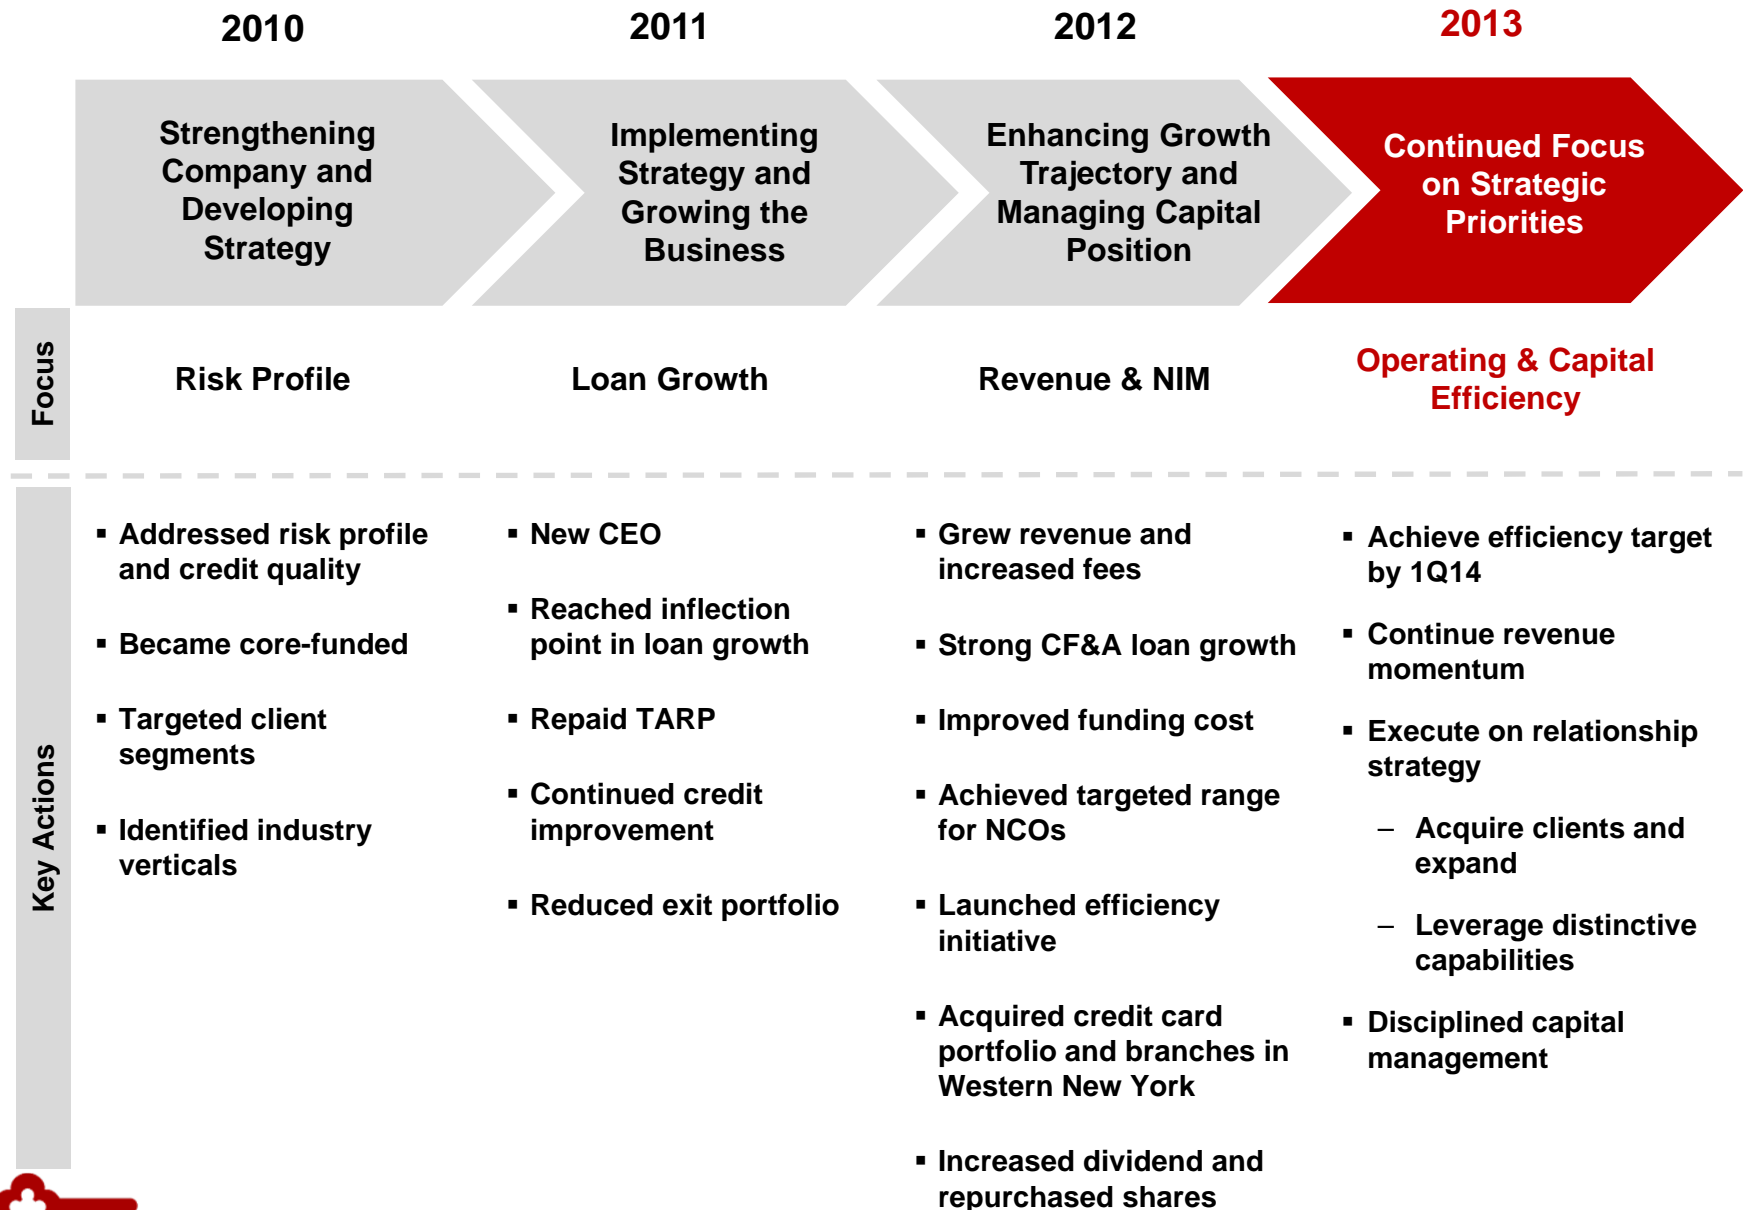 2010
2011
2012
2013
Strengthening
Company and
Developing
Strategy
Implementing
Strategy and
Growing the
Business
Enhancing Growth
Trajectory and
Managing Capital
Position
Continued Focus
on Strategic
Priorities
Focus
Risk Profile
Loan Growth
Revenue & NIM
Operating & Capital
Efficiency
Key Actions
▪ Addressed risk profile
and credit quality
▪ Became core-funded
▪ Targeted client
segments
▪ Identified industry
verticals
▪ New CEO
▪ Reached inflection
point in loan growth
▪ Repaid TARP
▪ Continued credit
improvement
▪ Reduced exit portfolio
▪ Grew revenue and
increased fees
▪ Strong CF&A loan growth
▪ Improved funding cost
▪ Achieved targeted range
for NCOs
▪ Launched efficiency
initiative
▪ Acquired credit card
portfolio and branches in
Western New York
▪ Increased dividend and
repurchased shares
▪ Achieve efficiency target
by 1Q14
▪ Continue revenue
momentum
▪ Execute on relationship
strategy
– Acquire clients and
expand
– Leverage distinctive
capabilities
▪ Disciplined capital
management